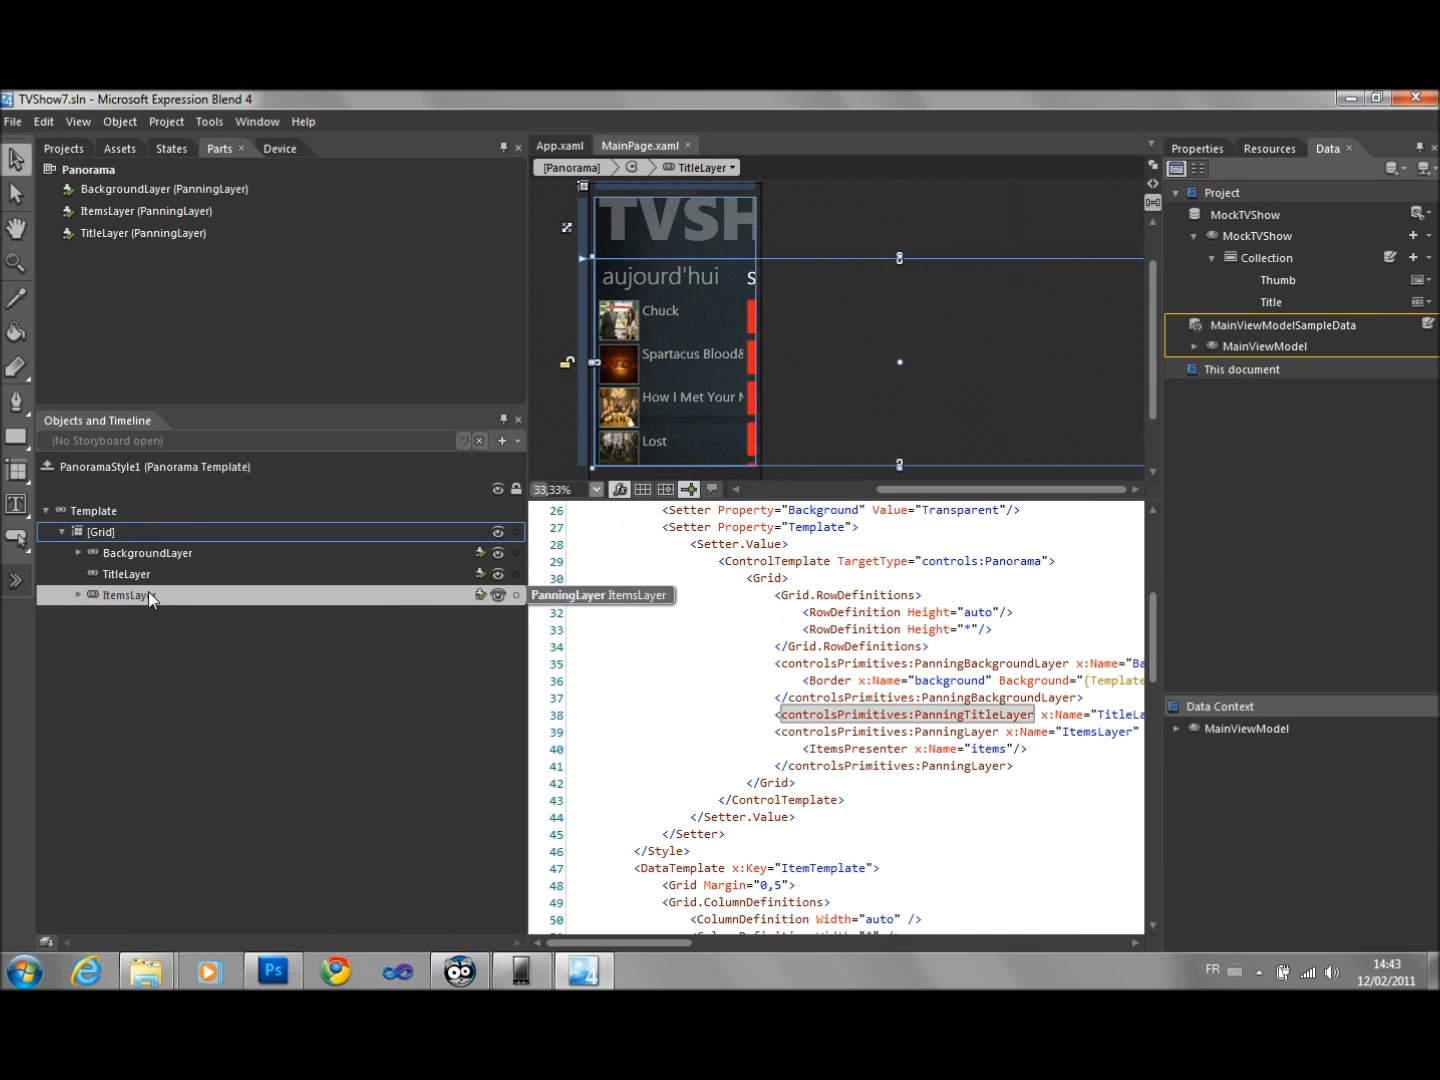 TVShow7.sln - Microsoft Expression Blend 4
File Edit View Object Project Tools Window Help
Projects Assets States Parts × Device
Panorama
BackgroundLayer (PanningLayer)
ItemsLayer (PanningLayer)
TitleLayer (PanningLayer)
Objects and Timeline
(No Storyboard open)
PanoramaStyle1 (Panorama Template)
Template
[Grid]
BackgroundLayer
TitleLayer
ItemsLaye
PanningLayer ItemsLayer
App.xaml MainPage.xaml ×
[Panorama] TitleLayer
TVSH
aujourd'hui s
Chuck
Spartacus Blood&
How I Met Your M
Lost
33,33%
26 <Setter Property="Background" Value="Transparent"/>
27 <Setter Property="Template">
28 <Setter.Value>
29 <ControlTemplate TargetType="controls:Panorama">
30 <Grid>
<Grid.RowDefinitions>
32 <RowDefinition Height="auto"/>
33 <RowDefinition Height="*"/>
34 </Grid.RowDefinitions>
35 <controlsPrimitives:PanningBackgroundLayer x:Name="Ba
36 <Border x:Name="background" Background="{Template
37 </controlsPrimitives:PanningBackgroundLayer>
38 <controlsPrimitives:PanningTitleLayer x:Name="TitleLa
39 <controlsPrimitives:PanningLayer x:Name="ItemsLayer"
40 <ItemsPresenter x:Name="items"/>
41 </controlsPrimitives:PanningLayer>
42 </Grid>
43 </ControlTemplate>
44 </Setter.Value>
45 </Setter>
46 </Style>
47 <DataTemplate x:Key="ItemTemplate">
48 <Grid Margin="0,5">
49 <Grid.ColumnDefinitions>
50 <ColumnDefinition Width="auto" />
Properties Resources Data ×
Project
MockTVShow
MockTVShow
Collection
Thumb
Title
MainViewModelSampleData
MainViewModel
This document
Data Context
MainViewModel
Ps
4
FR
14:43
12/02/2011